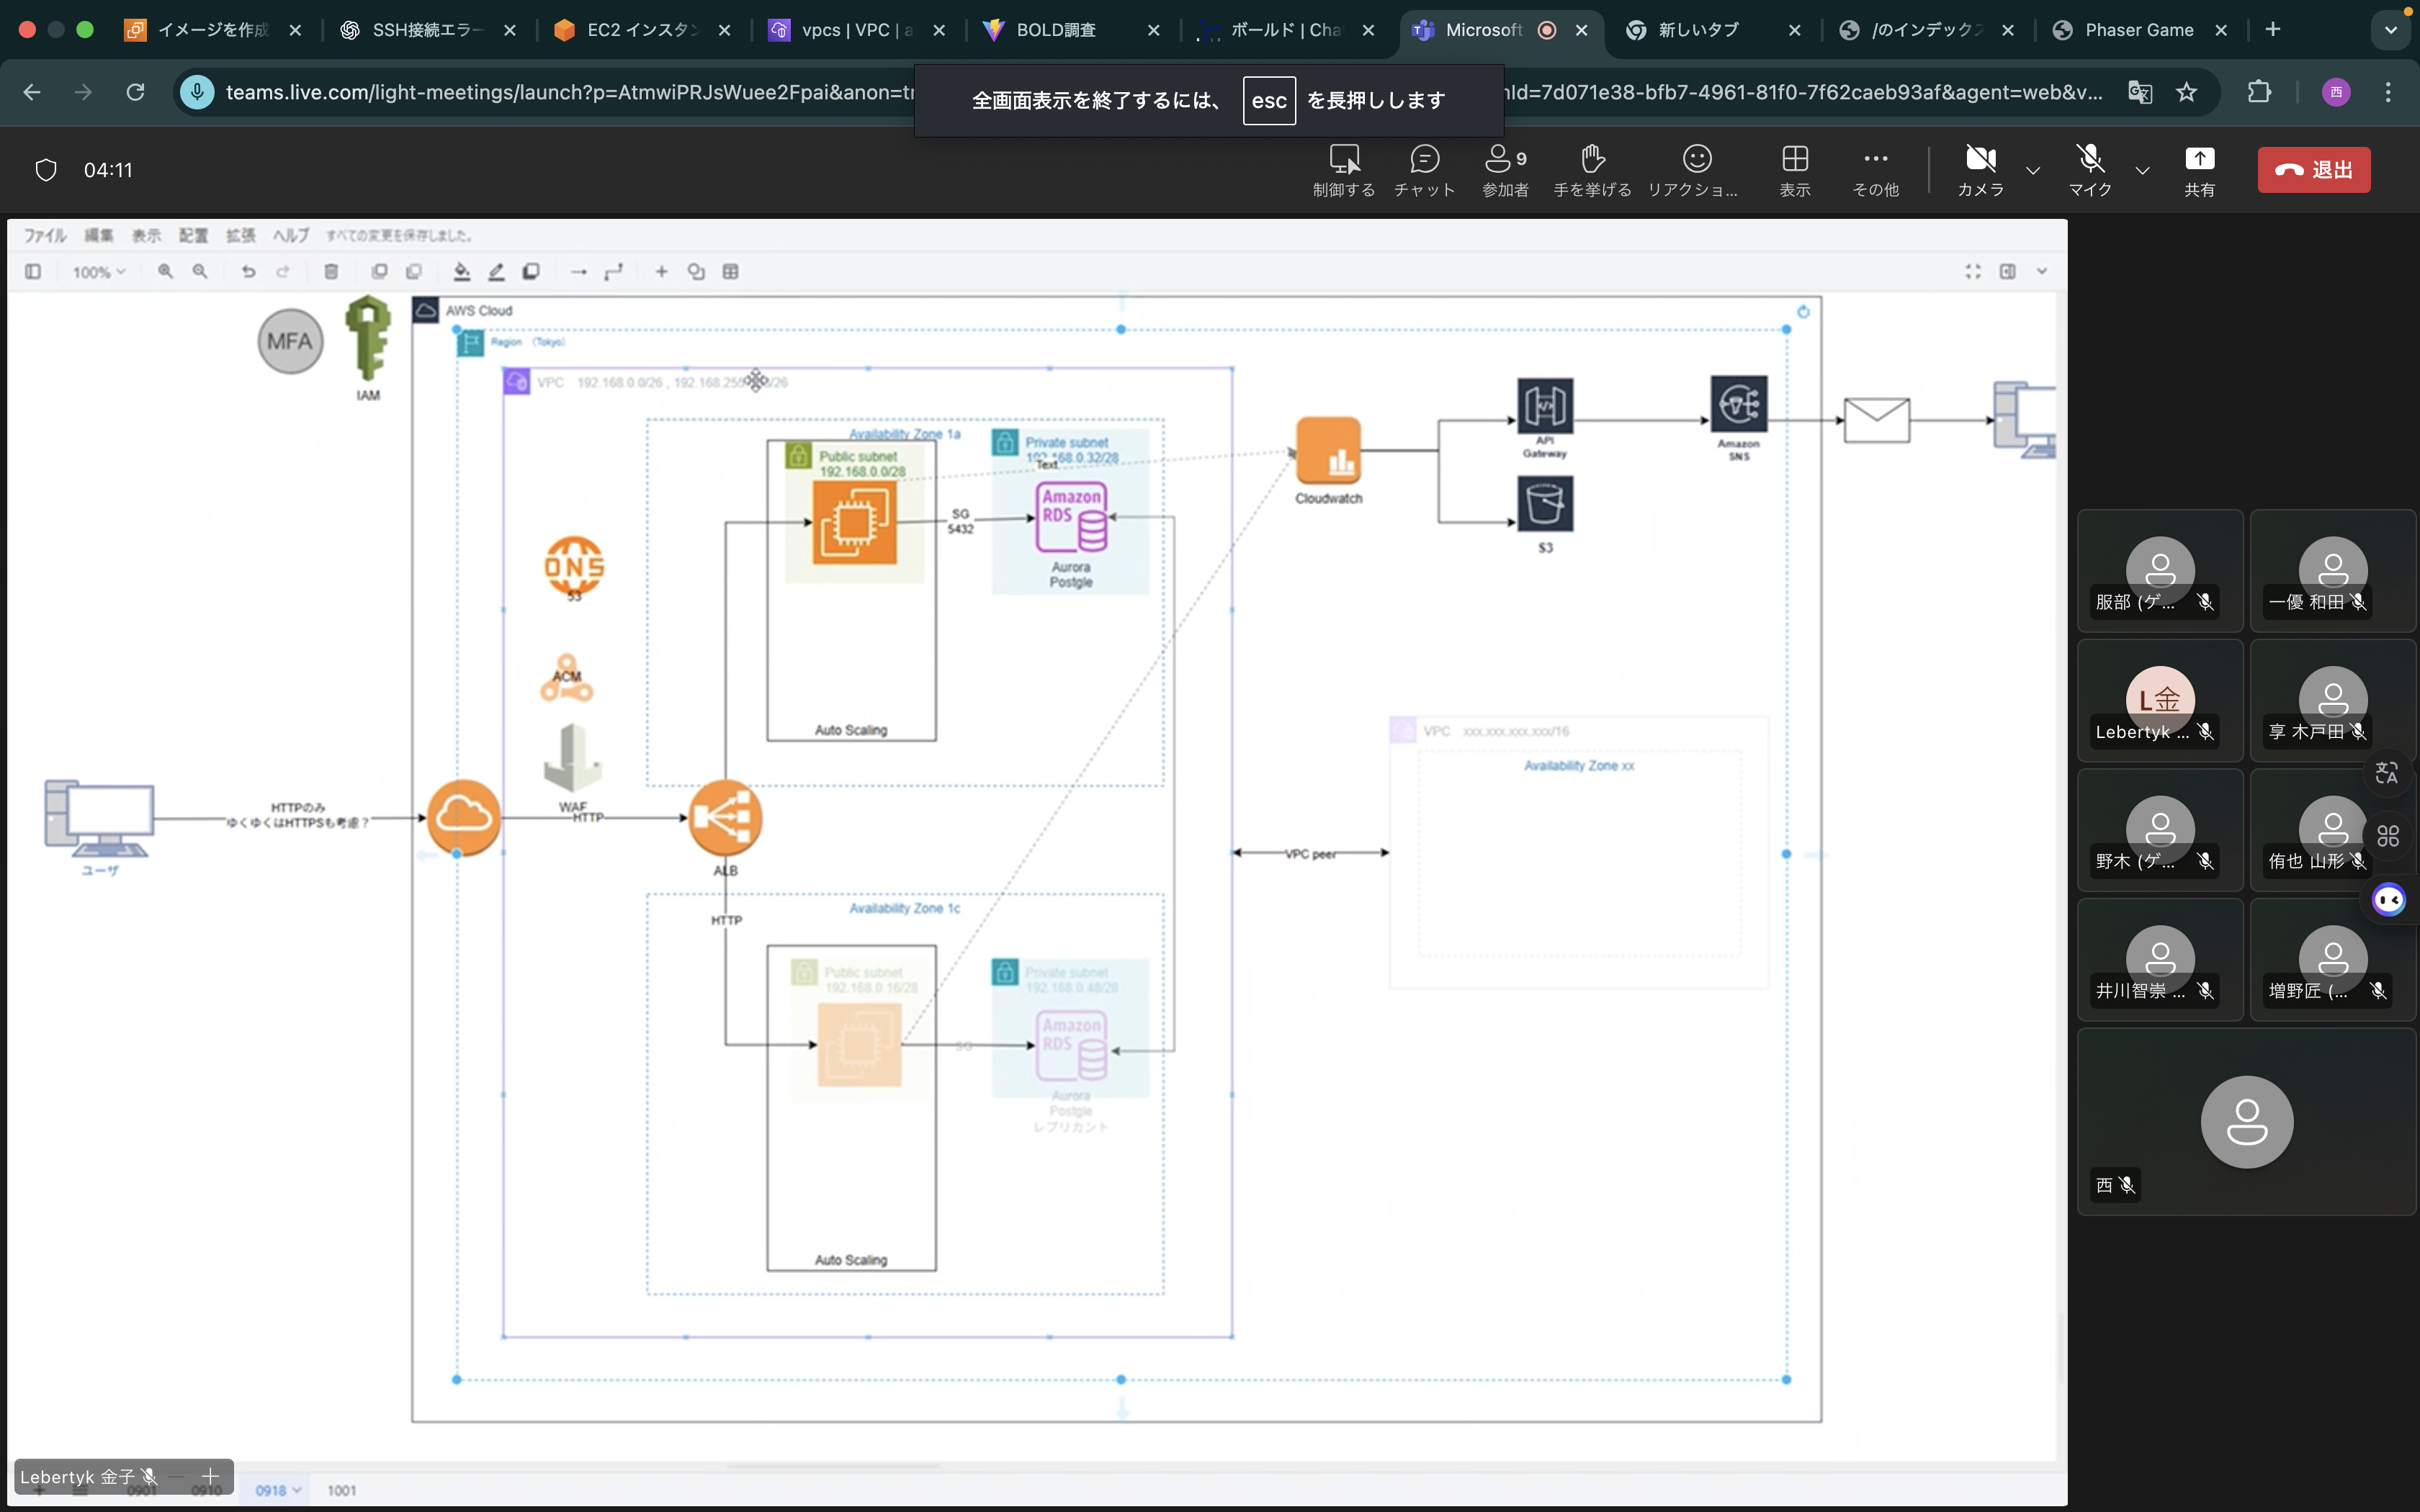 イメージを作成
SSH接続エラー
EC2 インスタン
vpcs | VPC | a
BOLD調査
ボールド | Cha
Microsoft
新しいタブ
/のインデックス
Phaser Game
teams.live.com/light-meetings/launch?p=AtmwiPRJsWuee2Fpai&anon=tr
nId=7d071e38-bfb7-4961-81f0-7f62caeb93af&agent=web&v...
西
全画面表示を終了するには、 esc を長押しします
04:11
制御する
チャット
9
参加者
手を挙げる
リアクショ...
表示
その他
カメラ
マイク
共有
退出
ファイル 編集 表示 配置 拡張 ヘルプ すべての変更を保存しました。
100%
MFA
IAM
AWS Cloud
Region （Tokyo）
VPC 192.168.0.0/26 , 192.168.255 /26
Availability Zone 1a
Public subnet
192.168.0.0/28
Private subnet
192.168.0.32/28
Text
Amazon
RDS
SG
5432
Aurora
Postgle
DNS
53
ACM
WAF
Auto Scaling
Cloudwatch
API
Gateway
S3
Amazon
SNS
ユーザ
HTTPのみ
ゆくゆくはHTTPSも考慮？
HTTP
ALB
HTTP
VPC peer
VPC xxx.xxx.xxx.xxx/16
Availability Zone xx
Availability Zone 1c
Public subnet
192.168.0.16/28
Private subnet
192.168.0.48/28
SG
Amazon
RDS
Aurora
Postgle
レプリカント
Auto Scaling
服部 (ゲ...
一優 和田
L金
Lebertyk ...
享 木戸田
野木 (ゲ...
侑也 山形
井川智崇 ...
増野匠 (...
西
Lebertyk 金子
0901
0910
0918
1001